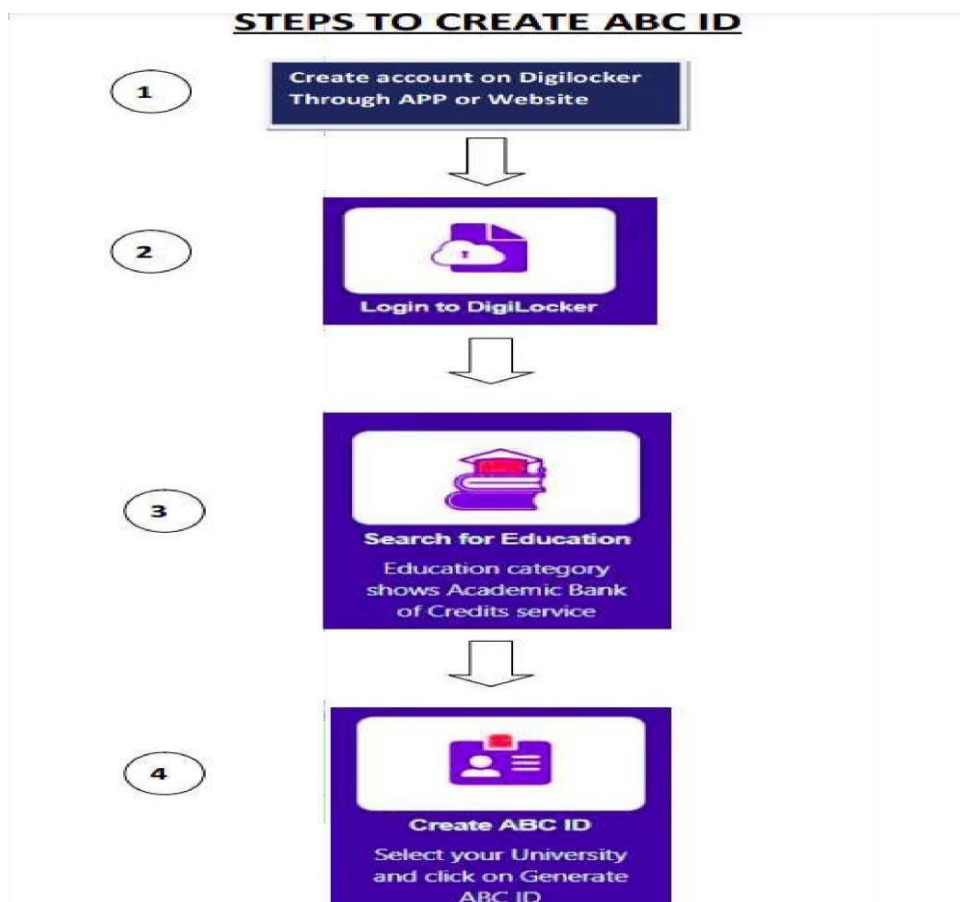 STEPS TO CREATE ABC ID
1
Create account on Digilocker
Through APP or Website
2
Login to DigiLocker
3
Search for Education
Education category
shows Academic Bank
of Credits service
4
Create ABC ID
Select your University
and click on Generate
ABC ID